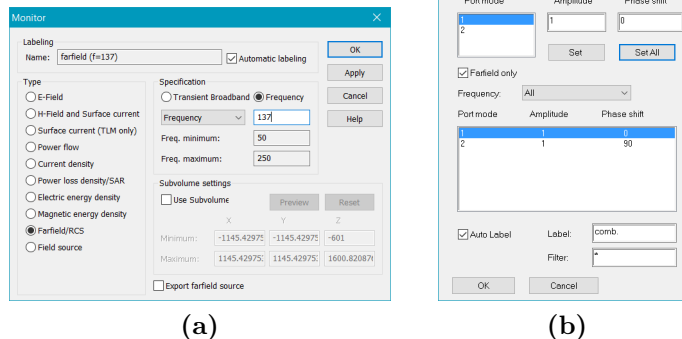 Monitor
Labeling
Name: farfield (f=137)
Automatic labeling
OK
Apply
Cancel
Help
Type
E-Field
H-Field and Surface current
Surface current (TLM only)
Power flow
Current density
Power loss density/SAR
Electric energy density
Magnetic energy density
Farfield/RCS
Field source
Specification
Transient Broadband Frequency
Frequency 137
Freq. minimum: 50
Freq. maximum: 250
Subvolume settings
Use Subvolume Preview Reset
X Y Z
Minimum: -1145.42975 -1145.42975 -601
Maximum: 1145.42975 1145.42975 1600.82087
Export farfield source
(a)
Port mode Amplitude Phase shift
1 1 0
2
Set Set All
Farfield only
Frequency: All
Port mode Amplitude Phase shift
1 1 0
2 1 90
Auto Label Label: comb.
Filter: *
OK Cancel
(b)